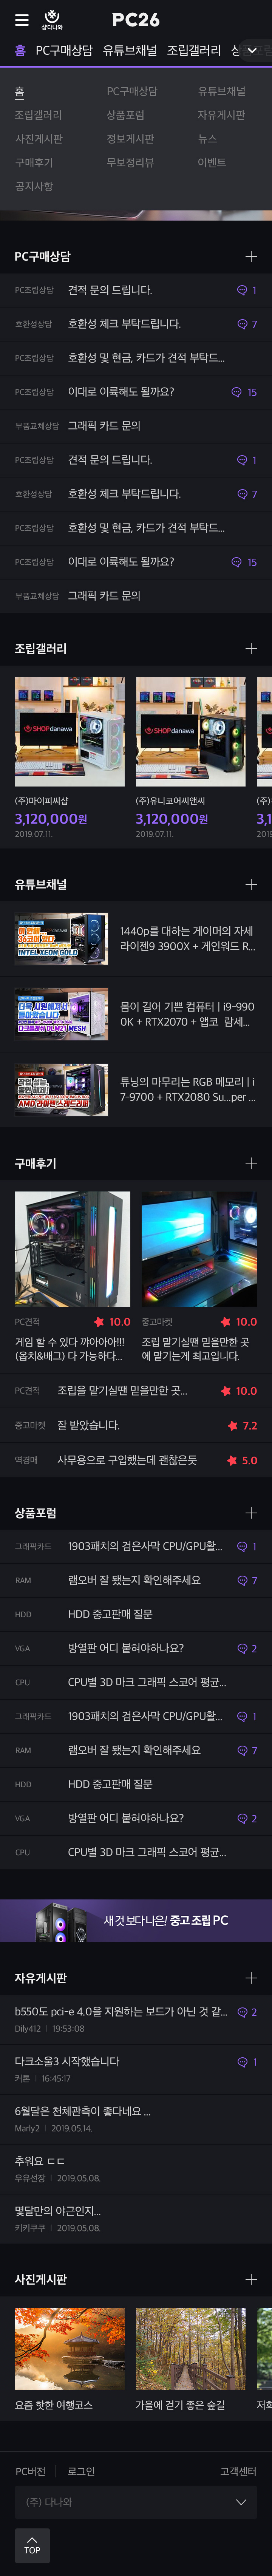 샵다나와
PC26
홈 PC구매상담 유튜브채널 조립갤러리
홈 PC구매상담 유튜브채널
조립갤러리 상품포럼 자유게시판
사진게시판 정보게시판 뉴스
구매후기 무보정리뷰 이벤트
공지사항
PC구매상담
PC조립상담 견적 문의 드립니다. 1
호환성상담 호환성 체크 부탁드립니다. 7
PC조립상담 호환성 및 현금, 카드가 견적 부탁드...
PC조립상담 이대로 이륙해도 될까요? 15
부품교체상담 그래픽 카드 문의
PC조립상담 견적 문의 드립니다. 1
호환성상담 호환성 체크 부탁드립니다. 7
PC조립상담 호환성 및 현금, 카드가 견적 부탁드...
PC조립상담 이대로 이륙해도 될까요? 15
부품교체상담 그래픽 카드 문의
조립갤러리
SHOPdanawa SHOPdanawa
(주)마이피씨샵 (주)유니코어씨앤씨
3,120,000원 3,120,000원
2019.07.11. 2019.07.11.
유튜브채널
INTEL XEON GOLD
1440p를 대하는 게이머의 자세
라이젠9 3900X + 게인워드 R...
더욱 시원해져서
돌아왔습니다
다크플래쉬 DLM21 MESH
몸이 길어 기쁜 컴퓨터 | i9-990
0K + RTX2070 + 앱코 람세...
AMD 라이젠 스레드리퍼
튜닝의 마무리는 RGB 메모리 | i
7-9700 + RTX2080 Su...per ...
구매후기
PC견적 10.0 중고마켓 10.0
게임 할 수 있다 꺄아아아!!!
(옵치&배그) 다 가능하다...
조립 맡기실땐 믿을만한 곳
에 맡기는게 최고입니다.
PC견적 조립을 맡기실땐 믿을만한 곳... 10.0
중고마켓 잘 받았습니다. 7.2
역경매 사무용으로 구입했는데 괜찮은듯 5.0
상품포럼
그래픽카드 1903패치의 검은사막 CPU/GPU활... 1
RAM 램오버 잘 됐는지 확인해주세요 7
HDD HDD 중고판매 질문
VGA 방열판 어디 붙혀야하나요? 2
CPU CPU별 3D 마크 그래픽 스코어 평균...
그래픽카드 1903패치의 검은사막 CPU/GPU활... 1
RAM 램오버 잘 됐는지 확인해주세요 7
HDD HDD 중고판매 질문
VGA 방열판 어디 붙혀야하나요? 2
CPU CPU별 3D 마크 그래픽 스코어 평균...
새 것 보다 나은! 중고 조립 PC
자유게시판
b550도 pci-e 4.0을 지원하는 보드가 아닌 것 같... 2
Dily412 | 19:53:08
다크소울3 시작했습니다 1
커튼 | 16:45:17
6월달은 천체관측이 좋다네요 ...
Marly2 | 2019.05.14.
추워요 ㄷㄷ
우유선장 | 2019.05.08.
몇달만의 야근인지...
키키쿠쿠 | 2019.05.08.
사진게시판
요즘 핫한 여행코스 가을에 걷기 좋은 숲길
PC버전 | 로그인 고객센터
(주) 다나와
TOP